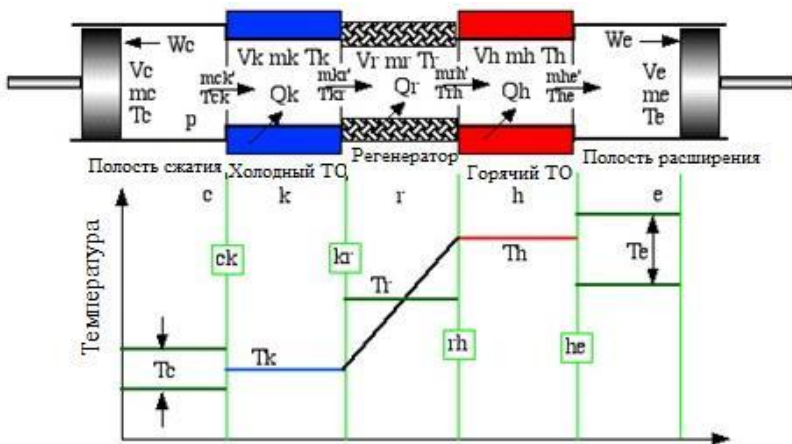 Wc We
Vk mk Tk Vr mr Tr Vh mh Th
Vc mck' mkr' mrh' mhe' Ve
mc Tck Tkr Trh The me
Tc Qk Qr Qh Te
p
Полость сжатия Холодный ТО Регенератор Горячий ТО Полость расширения
c k r h e
Температура
ck kr Th Te
Tr
rh he
Tc Tk